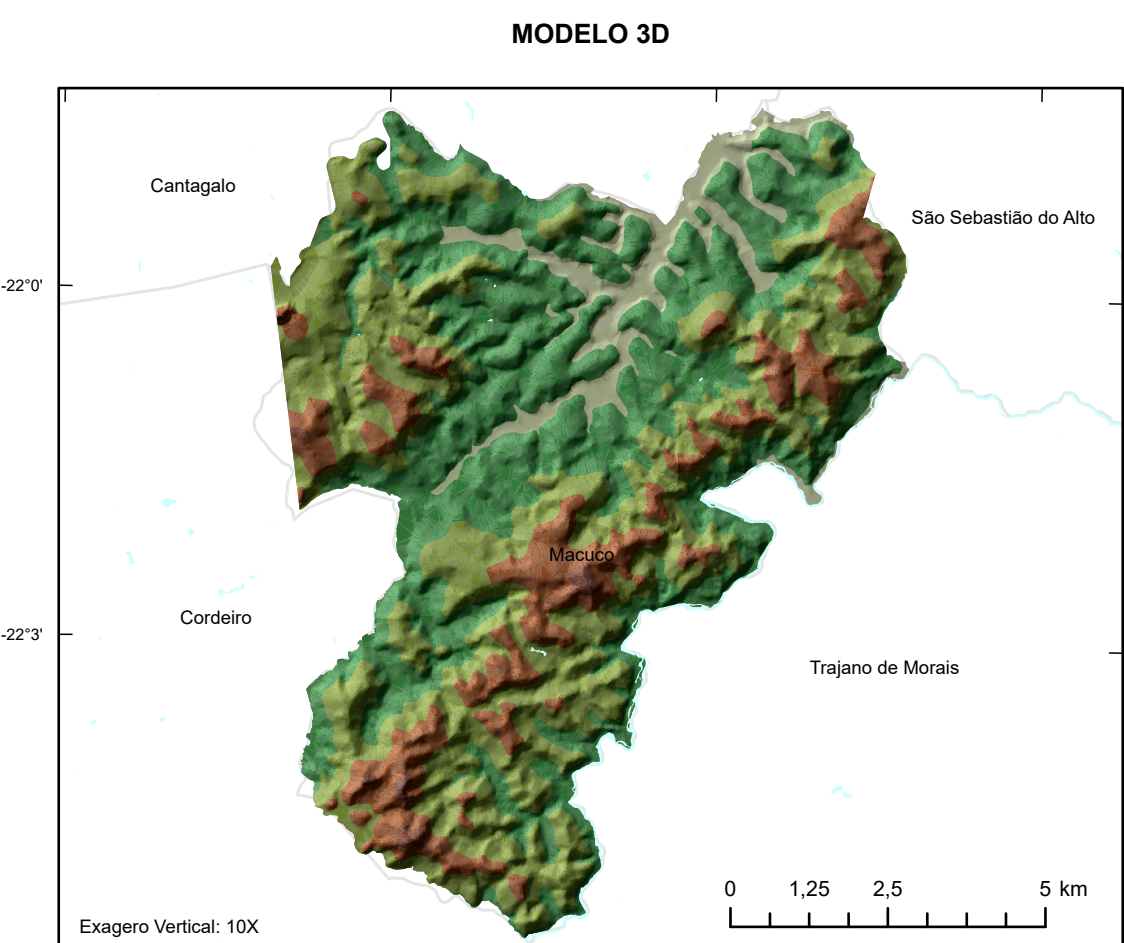 MODELO 3D
Cantagalo
São Sebastião do Alto
-22°0'
Macuco
Cordeiro
-22°3'
Trajano de Morais
0 1,25 2,5 5 km
Exagero Vertical: 10X